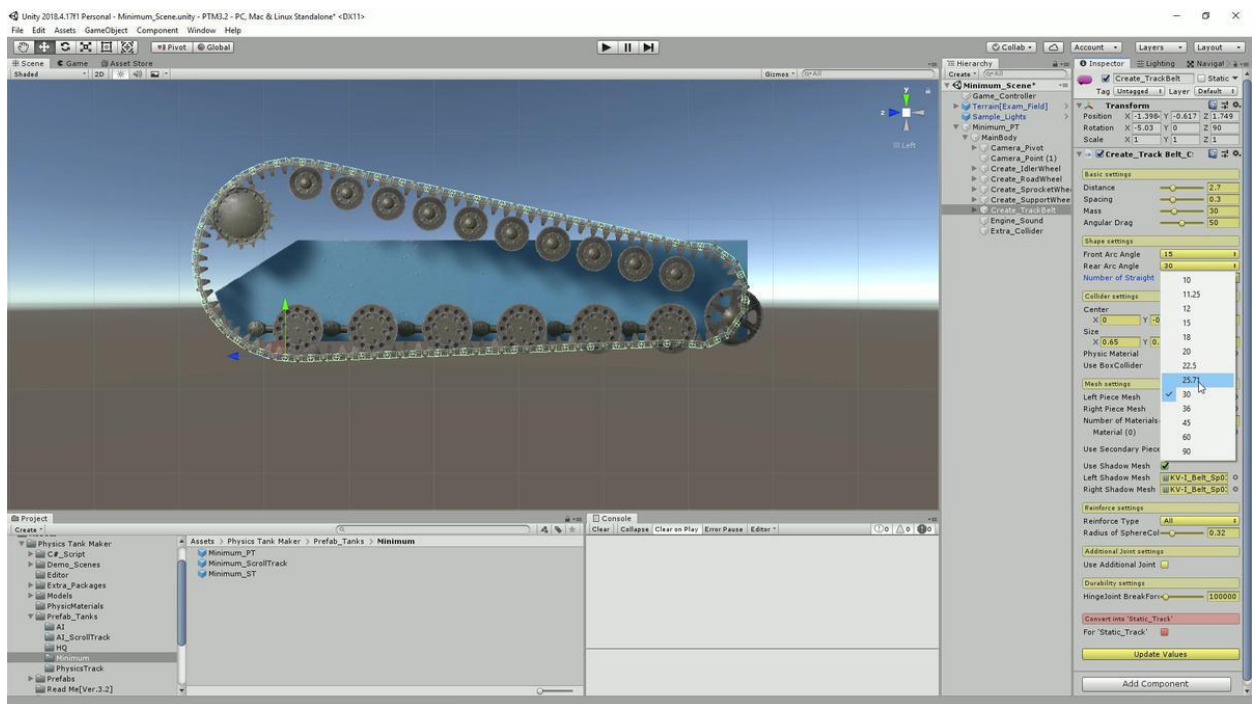 Unity 2018.4.17f1 Personal - Minimum_Scene.unity - PTM3.2 - PC, Mac & Linux Standalone* <DX11>
File Edit Assets GameObject Component Window Help
Pivot Global
Collab Account Layers Layout
Scene Game Asset Store
Shaded 2D Gizmos All
y
z
Left
Hierarchy
Create All
Minimum_Scene*
Game_Controller
Terrain[Exam_Field]
Sample_Lights
Minimum_PT
MainBody
Camera_Pivot
Camera_Point (1)
Create_IdlerWheel
Create_RoadWheel
Create_SprocketWhe
Create_SupportWhee
Create_TrackBelt
Engine_Sound
Extra_Collider
Inspector Lighting Navigat
Create_TrackBelt Static
Tag Untagged Layer Default
Transform
Position X -1.398 Y -0.617 Z 1.749
Rotation X -5.03 Y 0 Z 90
Scale X 1 Y 1 Z 1
Create_Track Belt_C
Basic settings
Distance 2.7
Spacing 0.3
Mass 30
Angular Drag 50
Shape settings
Front Arc Angle 15
Rear Arc Angle 30
Number of Straight
10
11.25
12
15
18
20
22.5
25.71
30
36
45
60
90
Collider settings
Center
X 0 Y -0
Size
X 0.65 Y 0.
Physic Material
Use BoxCollider
Mesh settings
Left Piece Mesh
Right Piece Mesh
Number of Materials
Material (0)
Use Secondary Piece
Use Shadow Mesh
Left Shadow Mesh KV-I_Belt_Sp0
Right Shadow Mesh KV-I_Belt_Sp0
Reinforce settings
Reinforce Type All
Radius of SphereCol 0.32
Additional Joint settings
Use Additional Joint
Durability settings
HingeJoint BreakForc 100000
Convert into 'Static_Track'
For 'Static_Track'
Update Values
Add Component
Project
Create
Physics Tank Maker
C#_Script
Demo_Scenes
Editor
Extra_Packages
Models
PhysicMaterials
Prefab_Tanks
AI
AI_ScrollTrack
HQ
Minimum
PhysicsTrack
Prefabs
Read Me[Ver.3.2]
Assets > Physics Tank Maker > Prefab_Tanks > Minimum
Minimum_PT
Minimum_ScrollTrack
Minimum_ST
Console
Clear Collapse Clear on Play Error Pause Editor 0 0 0